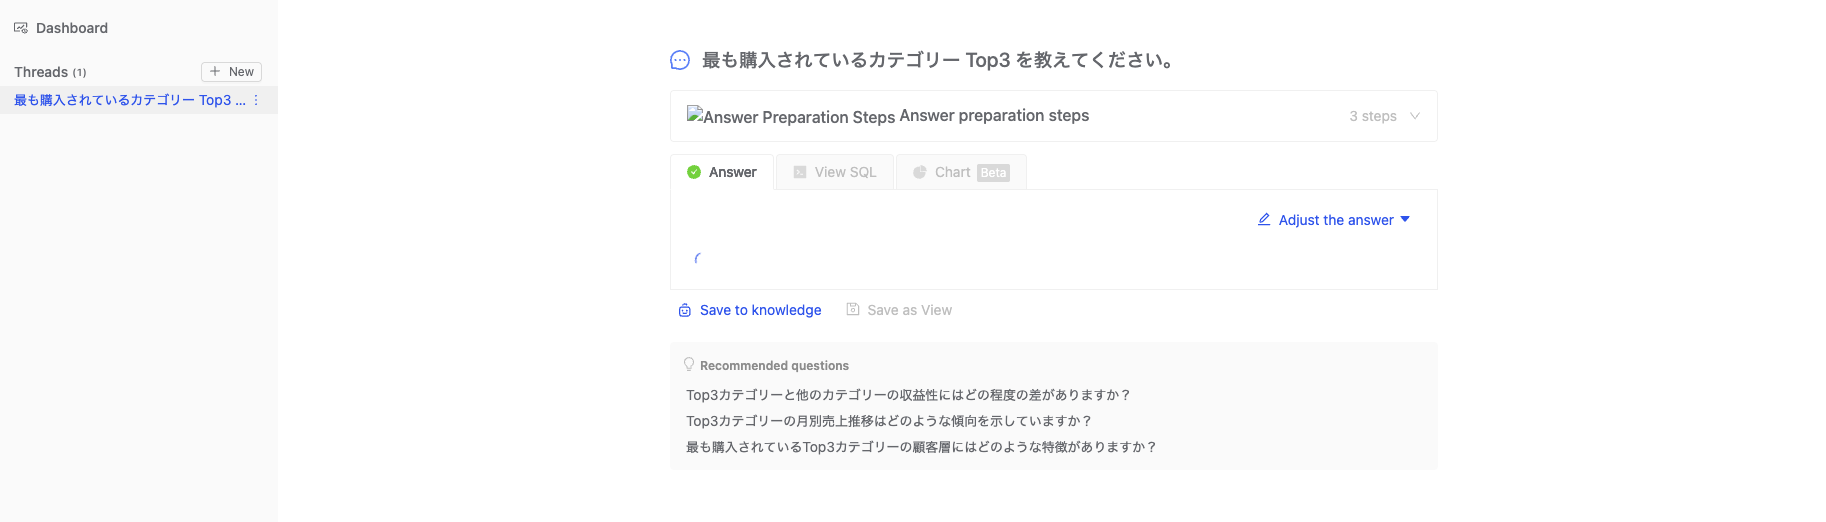 Dashboard
Threads (1)
New
最も購入されているカテゴリー Top3 ...
最も購入されているカテゴリー Top3 を教えてください。
Answer Preparation Steps Answer preparation steps
3 steps
Answer
View SQL
Chart Beta
Adjust the answer
Save to knowledge
Save as View
Recommended questions
Top3カテゴリーと他のカテゴリーの収益性にはどの程度の差がありますか？
Top3カテゴリーの月別売上推移はどのような傾向を示していますか？
最も購入されているTop3カテゴリーの顧客層にはどのような特徴がありますか？